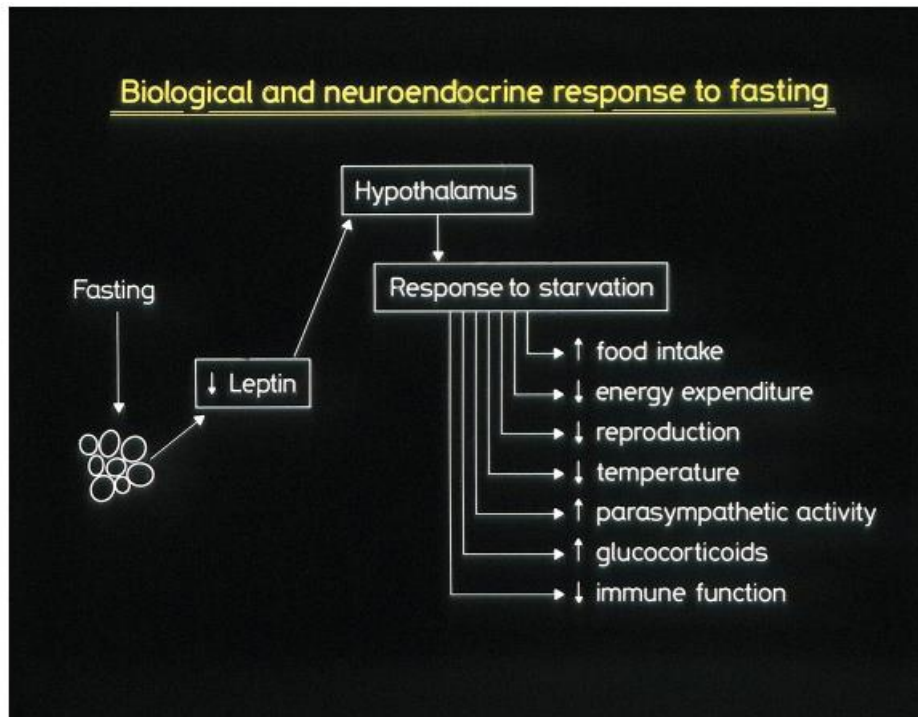 Biological and neuroendocrine response to fasting
Hypothalamus
Fasting
Response to starvation
↓ Leptin
↑ food intake
↓ energy expenditure
↓ reproduction
↓ temperature
↑ parasympathetic activity
↑ glucocorticoids
↓ immune function